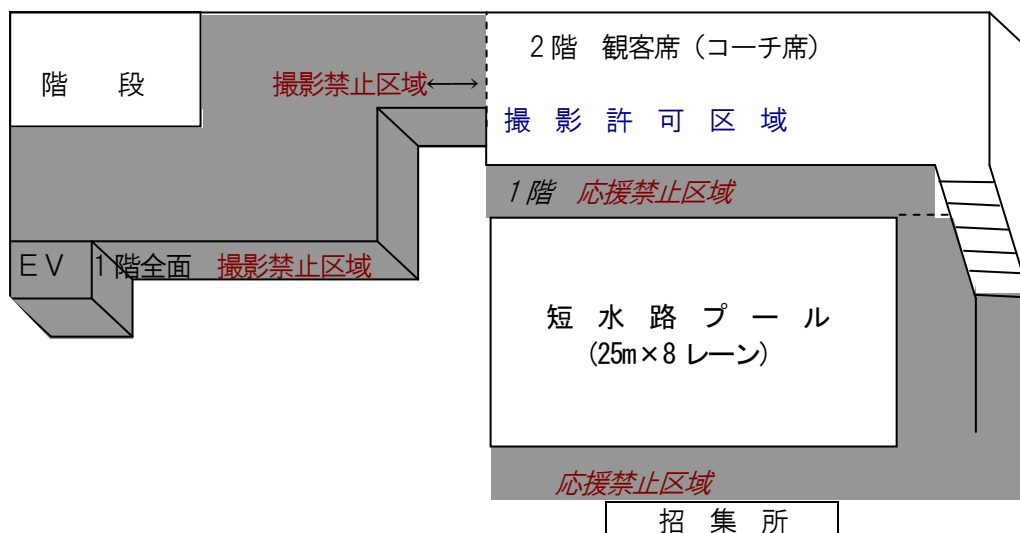 2階 観客席（コーチ席）
階 段
撮影禁止区域←→
撮 影 許 可 区 域
1階 応援禁止区域
ＥＶ 1階全面 撮影禁止区域
短 水 路 プ ー ル
(25m×8 レーン)
応援禁止区域
招 集 所